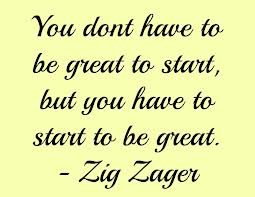 You dont have to
be great to start,
but you have to
start to be great.
- Zig Zager